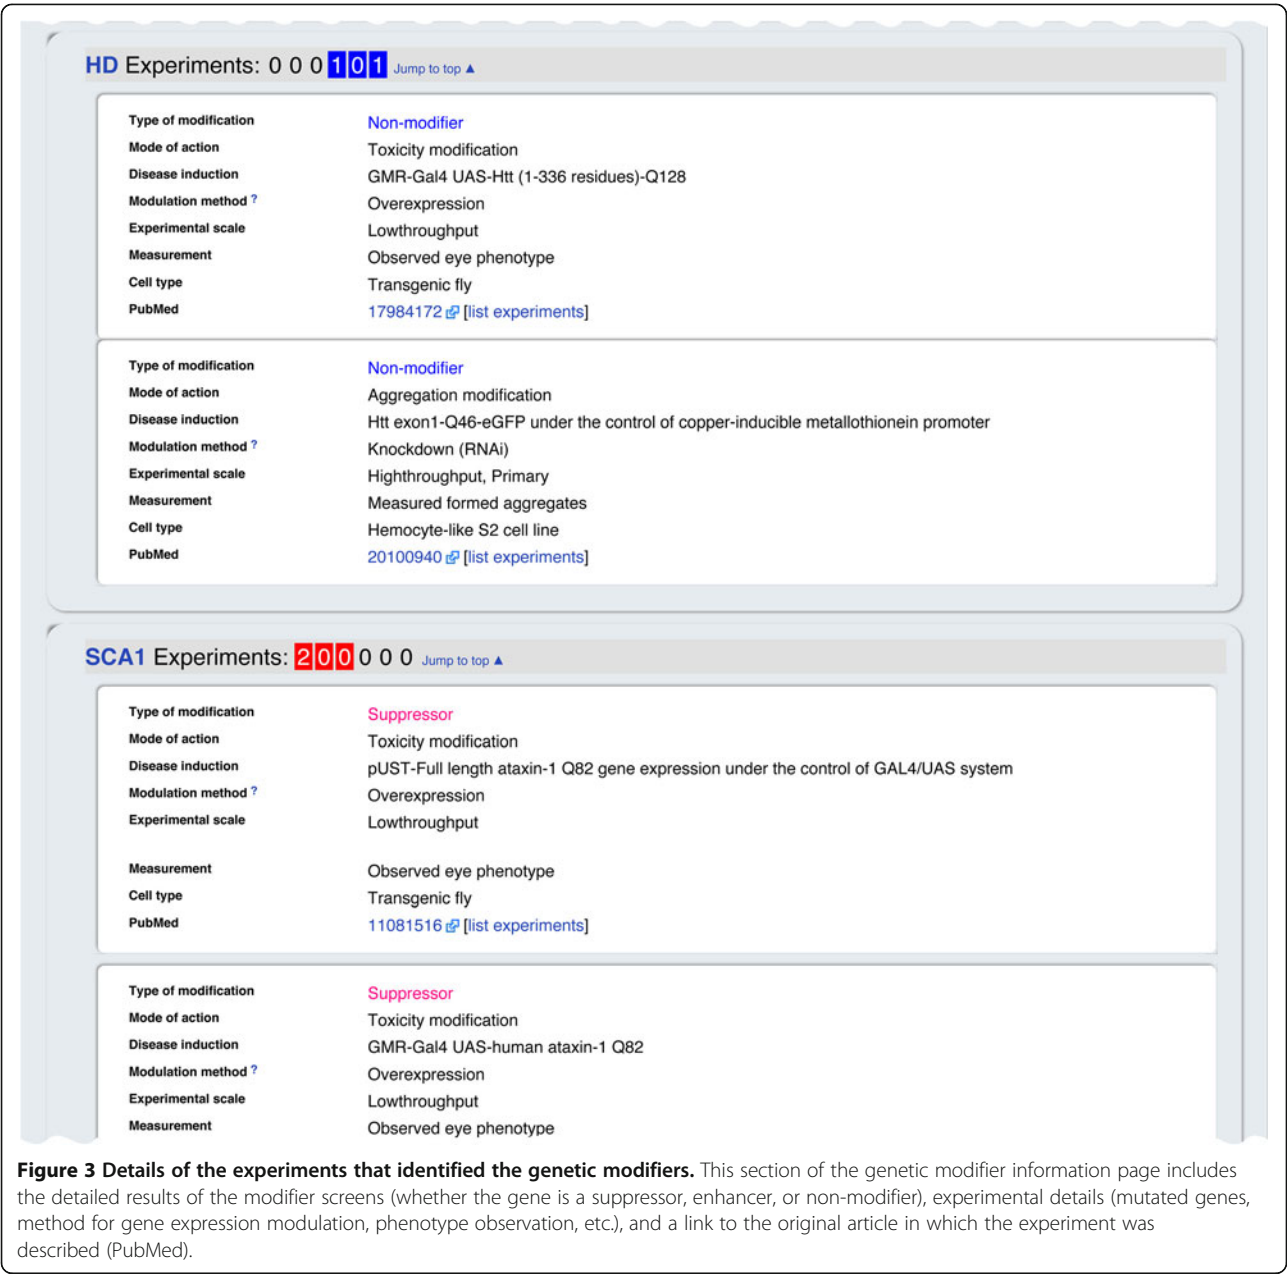 HD Experiments: 0 0 0 1 0 1 Jump to top ▲
Type of modification Non-modifier
Mode of action Toxicity modification
Disease induction GMR-Gal4 UAS-Htt (1-336 residues)-Q128
Modulation method ? Overexpression
Experimental scale Lowthroughput
Measurement Observed eye phenotype
Cell type Transgenic fly
PubMed 17984172 [list experiments]
Type of modification Non-modifier
Mode of action Aggregation modification
Disease induction Htt exon1-Q46-eGFP under the control of copper-inducible metallothionein promoter
Modulation method ? Knockdown (RNAi)
Experimental scale Highthroughput, Primary
Measurement Measured formed aggregates
Cell type Hemocyte-like S2 cell line
PubMed 20100940 [list experiments]
SCA1 Experiments: 2 0 0 0 0 0 Jump to top ▲
Type of modification Suppressor
Mode of action Toxicity modification
Disease induction pUST-Full length ataxin-1 Q82 gene expression under the control of GAL4/UAS system
Modulation method ? Overexpression
Experimental scale Lowthroughput
Measurement Observed eye phenotype
Cell type Transgenic fly
PubMed 11081516 [list experiments]
Type of modification Suppressor
Mode of action Toxicity modification
Disease induction GMR-Gal4 UAS-human ataxin-1 Q82
Modulation method ? Overexpression
Experimental scale Lowthroughput
Measurement Observed eye phenotype
Figure 3 Details of the experiments that identified the genetic modifiers. This section of the genetic modifier information page includes
the detailed results of the modifier screens (whether the gene is a suppressor, enhancer, or non-modifier), experimental details (mutated genes,
method for gene expression modulation, phenotype observation, etc.), and a link to the original article in which the experiment was
described (PubMed).